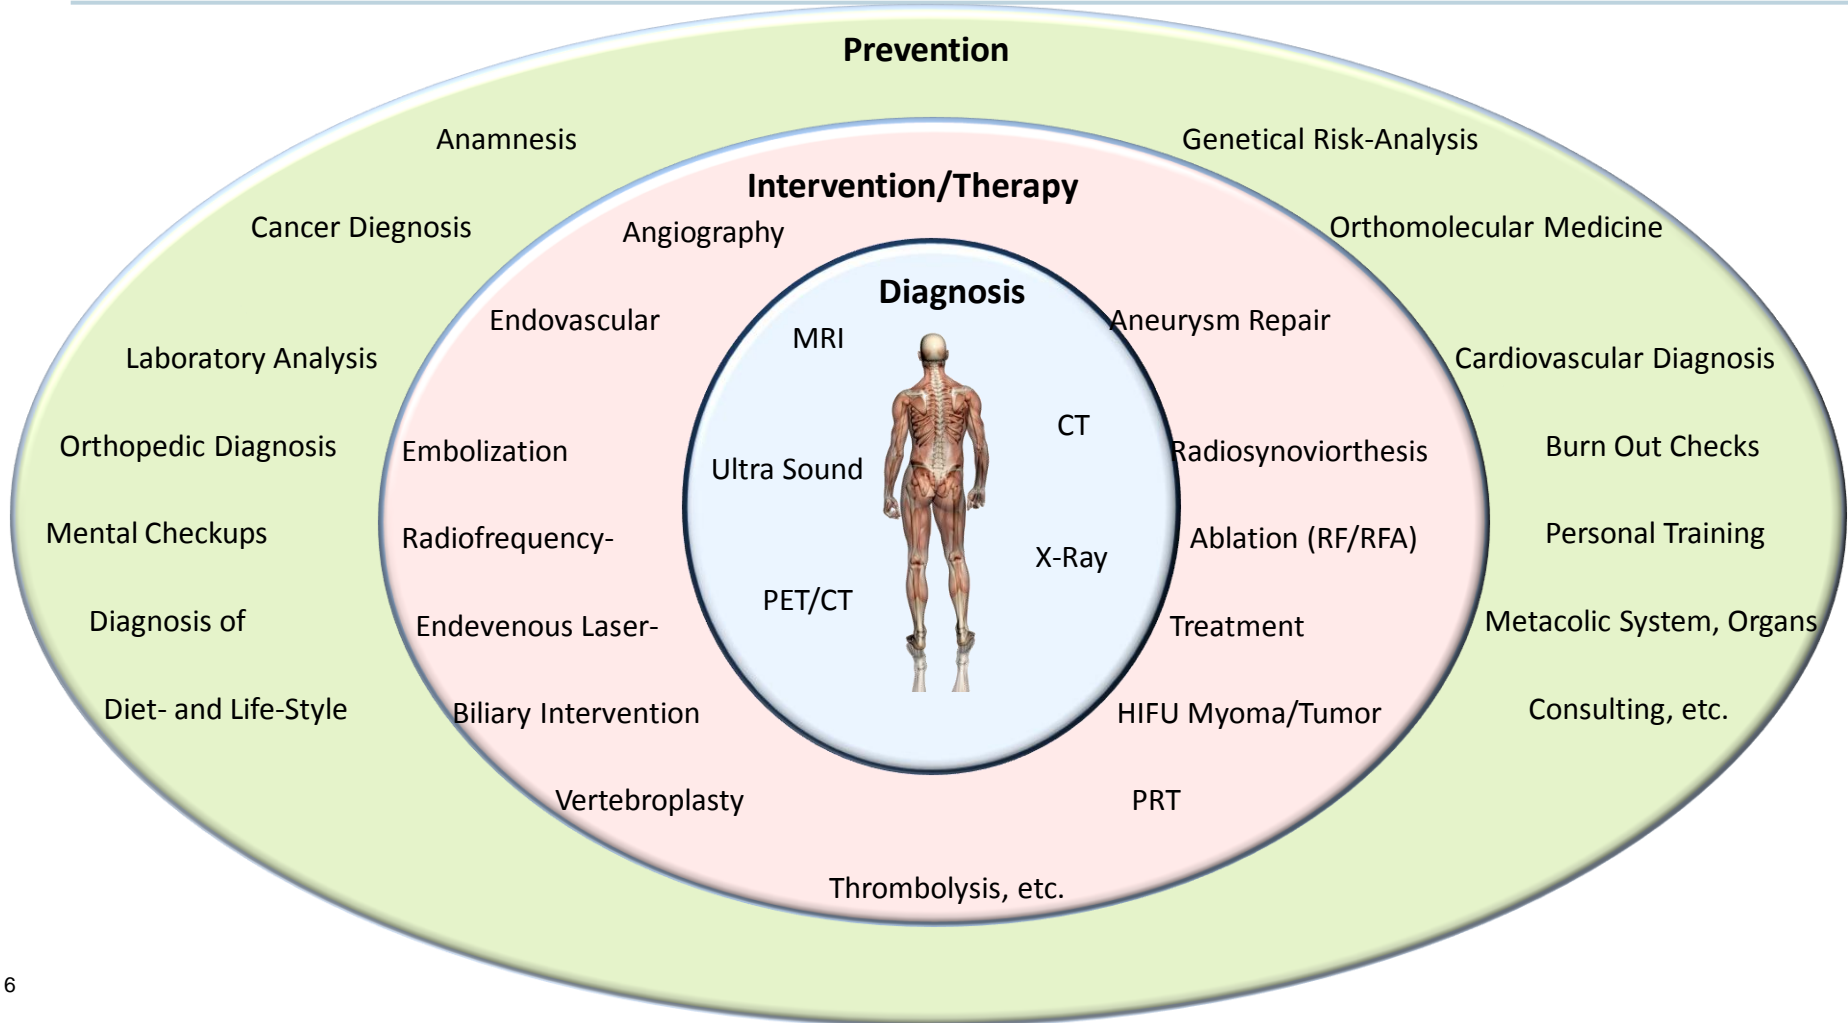 Prevention
Anamnesis
Genetical Risk-Analysis
Cancer Diegnosis
Orthomolecular Medicine
Laboratory Analysis
Cardiovascular Diagnosis
Orthopedic Diagnosis
Burn Out Checks
Mental Checkups
Personal Training
Diagnosis of
Metacolic System, Organs
Diet- and Life-Style
Consulting, etc.
Intervention/Therapy
Angiography
Endovascular
Aneurysm Repair
Embolization
Radiosynoviorthesis
Radiofrequency-
Ablation (RF/RFA)
Endevenous Laser-
Treatment
Biliary Intervention
HIFU Myoma/Tumor
Vertebroplasty
PRT
Thrombolysis, etc.
Diagnosis
MRI
CT
Ultra Sound
X-Ray
PET/CT
6